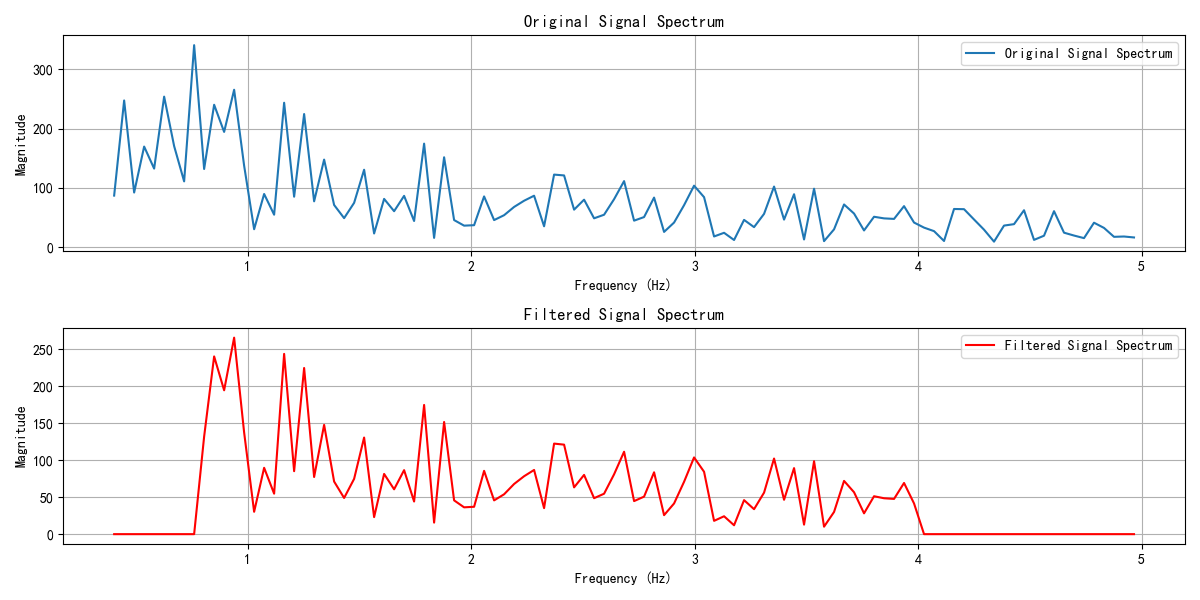 Original Signal Spectrum
Original Signal Spectrum
Magnitude
300
200
100
0
1 2 3 4 5
Frequency (Hz)
Filtered Signal Spectrum
Filtered Signal Spectrum
Magnitude
250
200
150
100
50
0
1 2 3 4 5
Frequency (Hz)